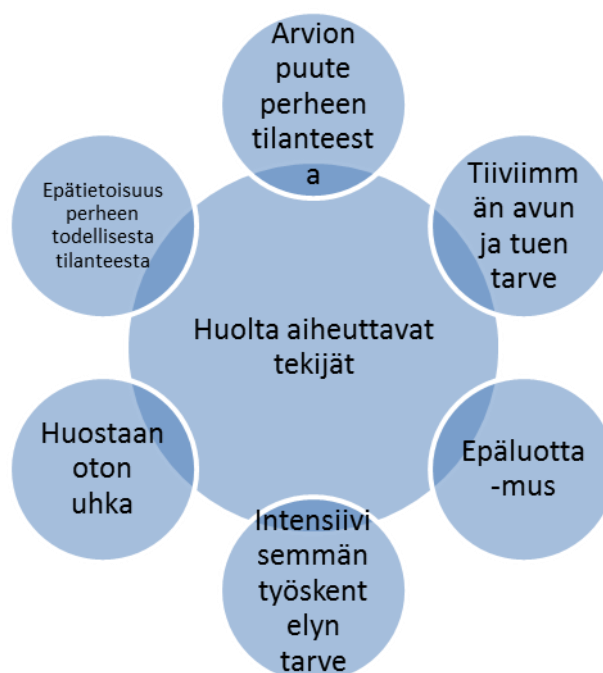 Arvion
puute
perheen
tilanteest
a
Tiiviimm
än avun
ja tuen
tarve
Epäluotta
-mus
Intensiivi
semmän
työskent
elyn
tarve
Huostaan
oton
uhka
Epätietoisuus
perheen
todellisesta
tilanteesta
Huolta aiheuttavat
tekijät